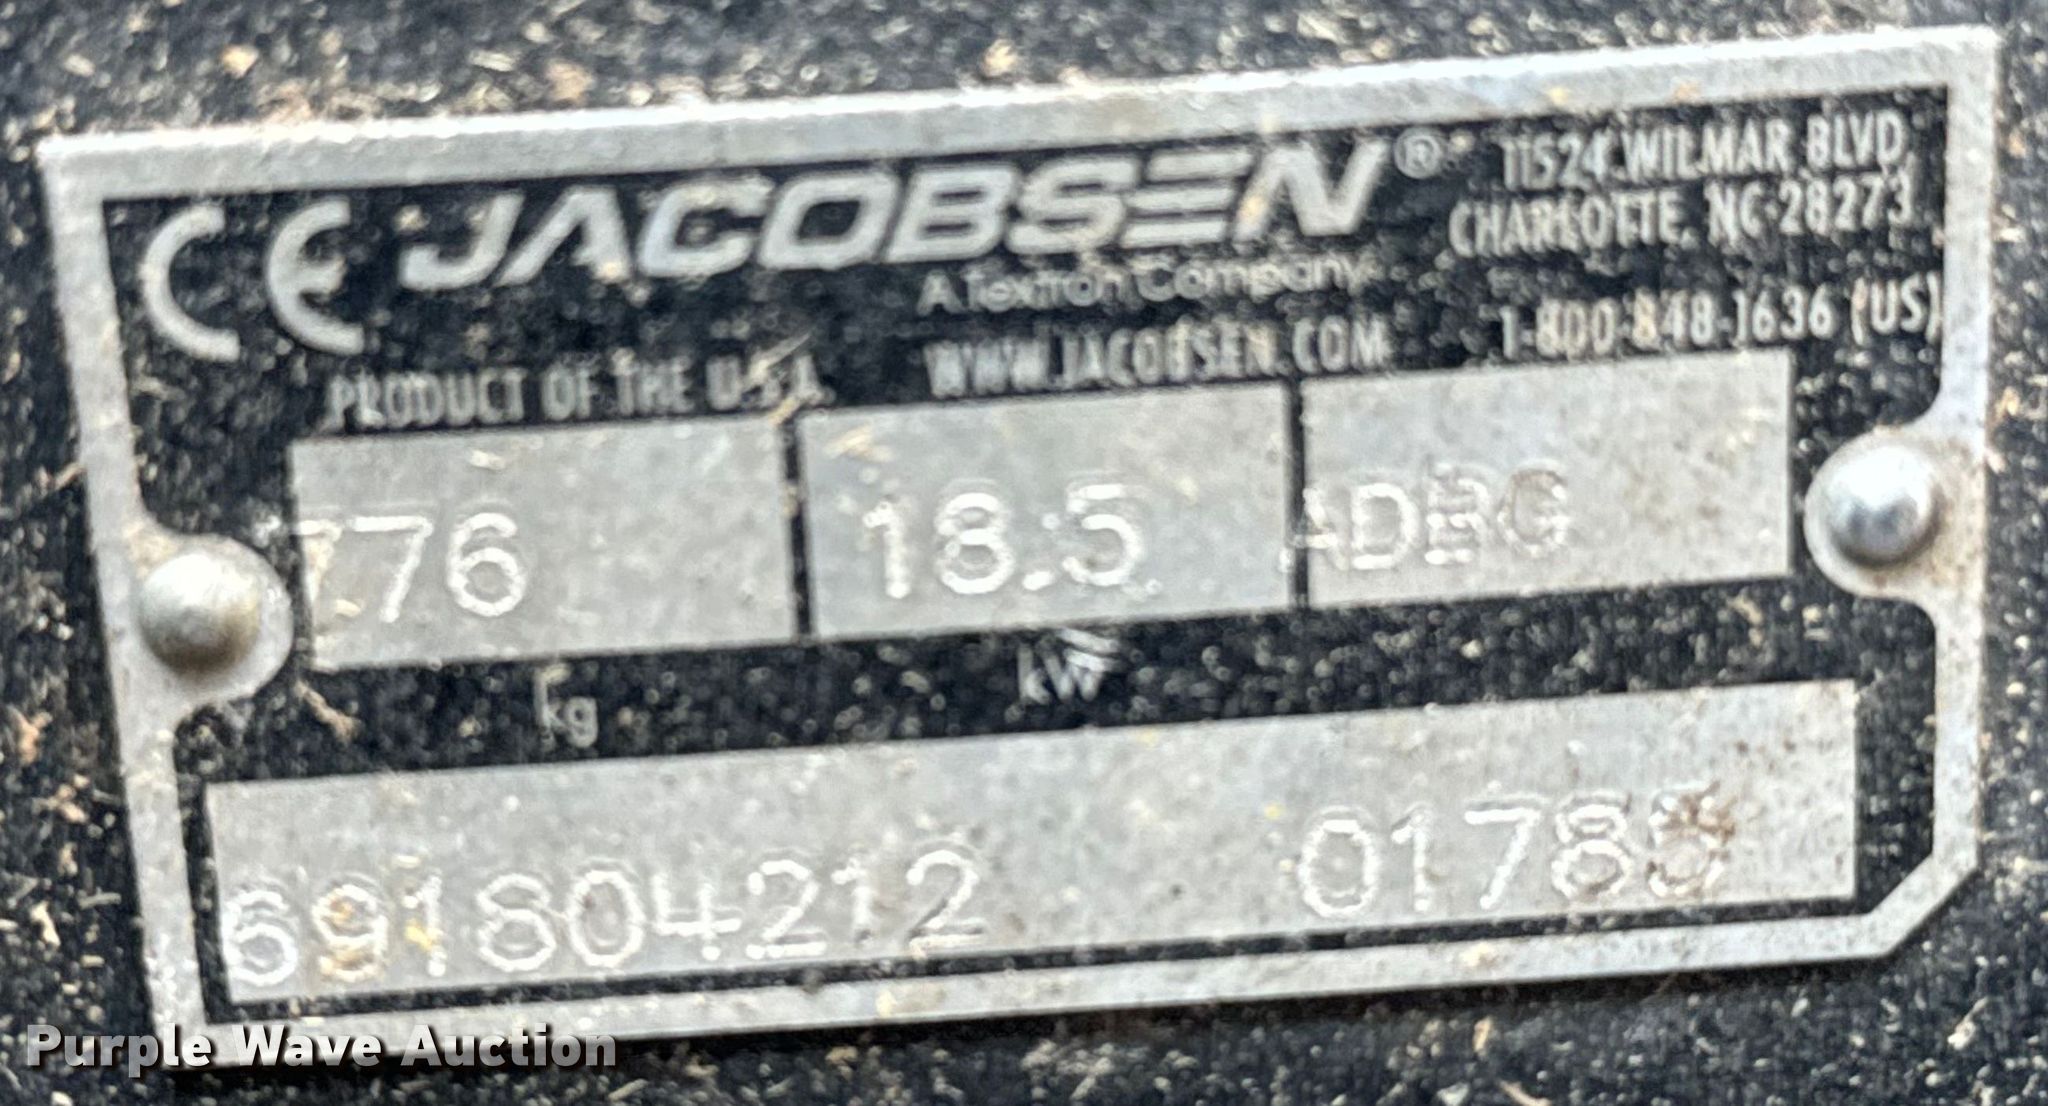 CE JACOBSEN® 11524 WILMAR BLVD.
A Textron Company CHARLOTTE, NC 28273
PRODUCT OF THE U.S.A. WWW.JACOBSEN.COM 1-800-848-1636 (US)
776 18.5
kg kW
691804212
Purple Wave Auction